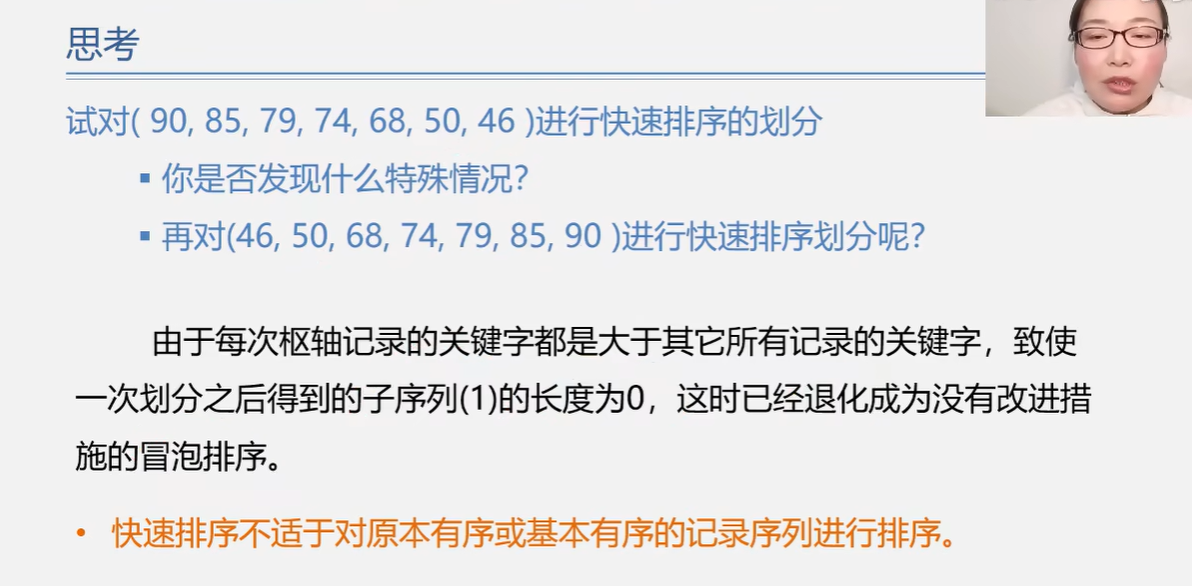 思考
试对( 90, 85, 79, 74, 68, 50, 46 )进行快速排序的划分
▪ 你是否发现什么特殊情况?
▪ 再对(46, 50, 68, 74, 79, 85, 90 )进行快速排序划分呢?
由于每次枢轴记录的关键字都是大于其它所有记录的关键字，致使
一次划分之后得到的子序列(1)的长度为0，这时已经退化成为没有改进措
施的冒泡排序。
• 快速排序不适于对原本有序或基本有序的记录序列进行排序。